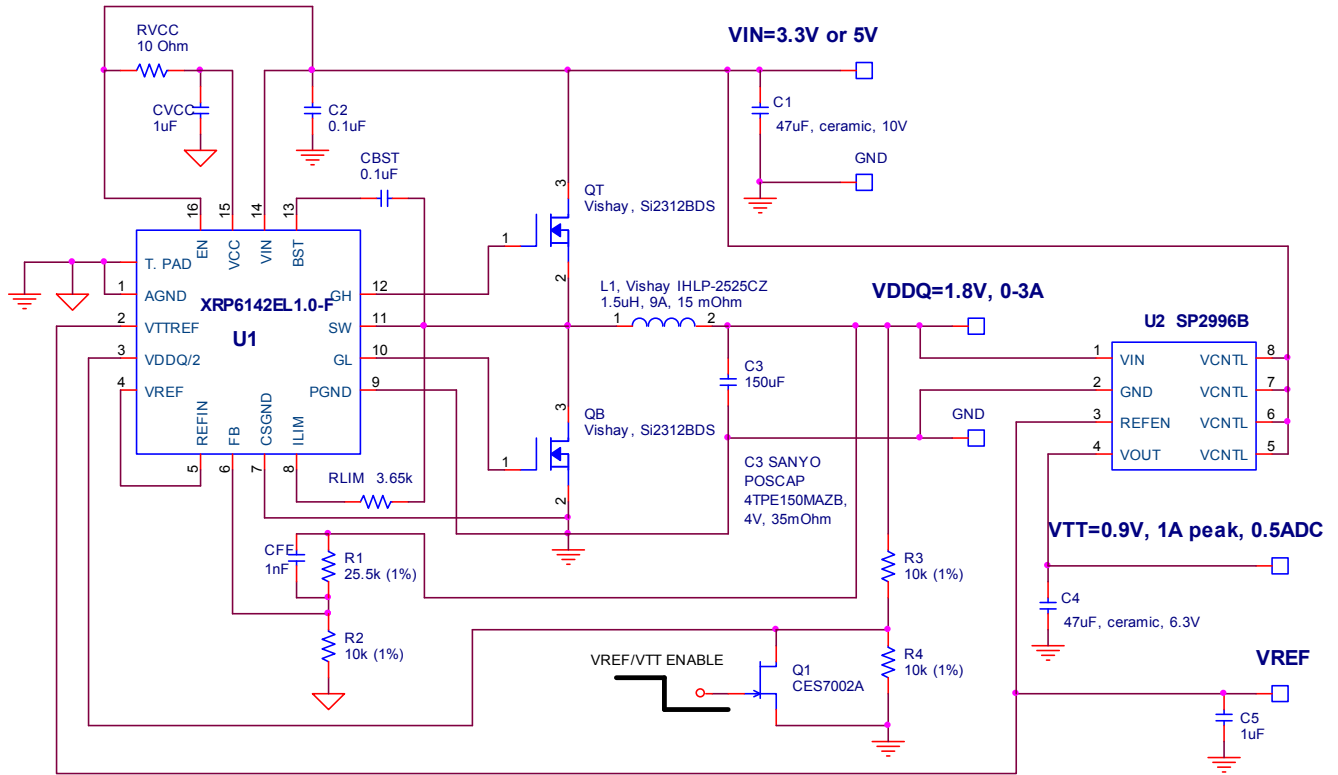 RVCC
10 Ohm
VIN=3.3V or 5V
CVCC
1uF
C2
0.1uF
C1
47uF, ceramic, 10V
GND
CBST
0.1uF
QT
Vishay, Si2312BDS
3
1
2
16
15
14
13
EN
VCC
VIN
BST
T. PAD
1
AGND
2
VTTREF
3
VDDQ/2
4
VREF
XRP6142EL1.0-F
U1
GH
12
SW
11
GL
10
PGND
9
REFIN
FB
CSGND
ILIM
5
6
7
8
L1, Vishay IHLP-2525CZ
1.5uH, 9A, 15 mOhm
1
2
VDDQ=1.8V, 0-3A
U2 SP2996B
1
VIN
VCNTL
8
2
GND
VCNTL
7
3
REFEN
VCNTL
6
4
VOUT
VCNTL
5
C3
150uF
GND
3
QB
Vishay, Si2312BDS
1
2
RLIM 3.65k
C3 SANYO
POSCAP
4TPE150MAZB,
4V, 35mOhm
VTT=0.9V, 1A peak, 0.5ADC
CFF
1nF
R1
25.5k (1%)
R3
10k (1%)
C4
47uF, ceramic, 6.3V
R2
10k (1%)
VREF/VTT ENABLE
Q1
CES7002A
R4
10k (1%)
VREF
C5
1uF